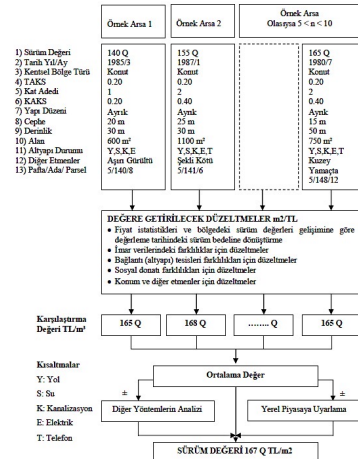 Örnek Arsa 1
Örnek Arsa 2
Örnek Arsa
Olasıysa 5 < n < 10
1) Sürüm Değeri 140 Q 155 Q 165 Q
2) Tarih Yıl/Ay 1985/3 1987/1 1980/7
3) Kentsel Bölge Türü Konut Konut Konut
4) TAKS 0.20 0.20 0.20
5) Kat Adedi 1 2 2
6) KAKS 0.20 0.40 0.40
7) Yapı Düzeni Ayrık Ayrık Ayrık
8) Cephe 20 m 25 m 15 m
9) Derinlik 30 m 30 m 50 m
10) Alan 600 m² 1100 m² 750 m²
11) Altyapı Durumu Y,S,K,E Y,S,K,E,T Y,S,K,E,T
12) Diğer Etmenler Aşırı Gürültü Şekli Kötü Kuzey
13) Pafta/Ada/ Parsel 5/140/8 5/141/6 Yamaçta
5/148/12
DEĞERE GETİRİLECEK DÜZELTMELER m2/TL
• Fiyat istatistikleri ve bölgedeki sürüm değerleri gelişimine göre
değerleme tarihindeki sürüm bedeline dönüştürme
• İmar verilerindeki farklılıklar için düzeltmeler
• Bağlantı (altyapı) tesisleri farklılıkları için düzeltmeler
• Sosyal donatı farklılıkları için düzeltmeler
• Konum ve diğer etmenler için düzeltmeler
Karşılaştırma
Değeri TL/m² 165 Q 168 Q ........ Q 165 Q
Kısaltmalar
Ortalama Değer
Y: Yol
S: Su ± ±
K: Kanalizasyon
Diğer Yöntemlerin Analizi Yerel Piyasaya Uyarlama
E: Elektrik
T: Telefon
SÜRÜM DEĞERİ 167 Q TL/m2